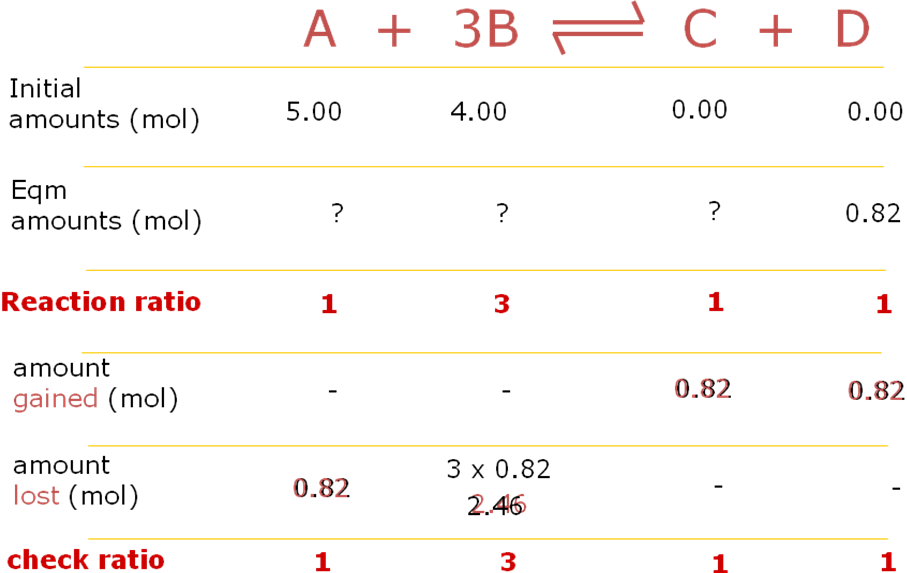 A + 3B ⇌ C + D
Initial
amounts (mol) 5.00 4.00 0.00 0.00
Eqm
amounts (mol) ? ? ? 0.82
Reaction ratio 1 3 1 1
amount
gained (mol) - - 0.82 0.82
amount 3 x 0.82
lost (mol) 0.82 2.46 - -
check ratio 1 3 1 1